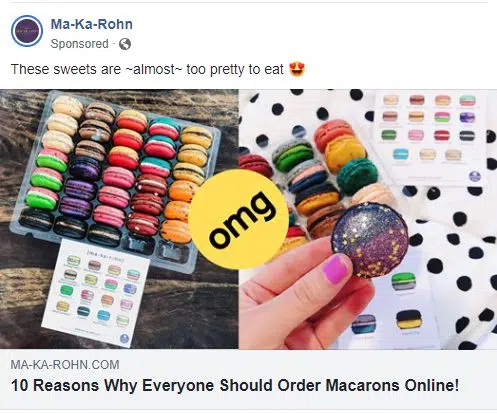 Ma-Ka-Rohn
Sponsored ·
These sweets are ~almost~ too pretty to eat 😍
omg
MA-KA-ROHN.COM
10 Reasons Why Everyone Should Order Macarons Online!